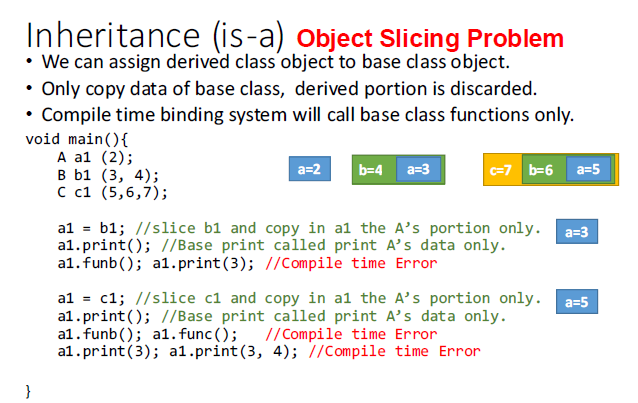 Inheritance (is-a) Object Slicing Problem
• We can assign derived class object to base class object.
• Only copy data of base class, derived portion is discarded.
• Compile time binding system will call base class functions only.
void main(){
A a1 (2);
B b1 (3, 4);
C c1 (5,6,7);
a=2
b=4 a=3
c=7 b=6 a=5
a1 = b1; //slice b1 and copy in a1 the A's portion only.
a=3
a1.print(); //Base print called print A's data only.
a1.funb(); a1.print(3); //Compile time Error
a1 = c1; //slice c1 and copy in a1 the A's portion only.
a=5
a1.print(); //Base print called print A's data only.
a1.funb(); a1.func(); //Compile time Error
a1.print(3); a1.print(3, 4); //Compile time Error
}